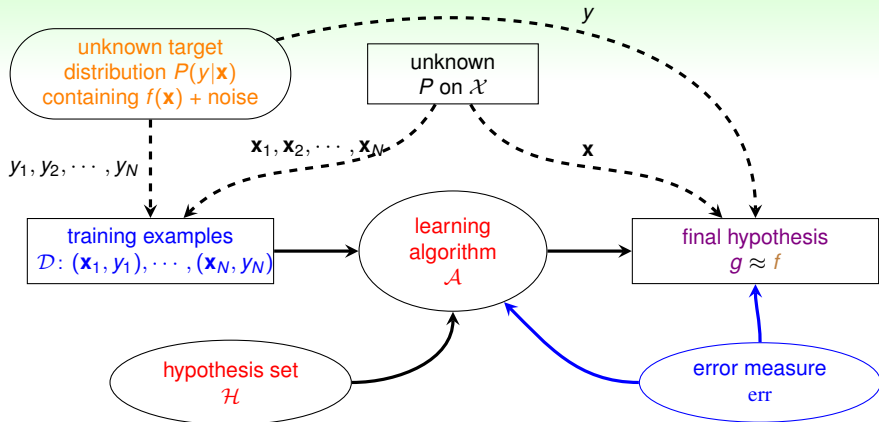 y
unknown target
distribution P(y|x)
containing f(x) + noise
unknown
P on 𝒳
y₁, y₂, ⋯ , y_N
x₁, x₂, ⋯ , x_N
x
training examples
𝒟: (x₁, y₁), ⋯ , (x_N, y_N)
learning
algorithm
𝒜
final hypothesis
g ≈ f
hypothesis set
ℋ
error measure
err